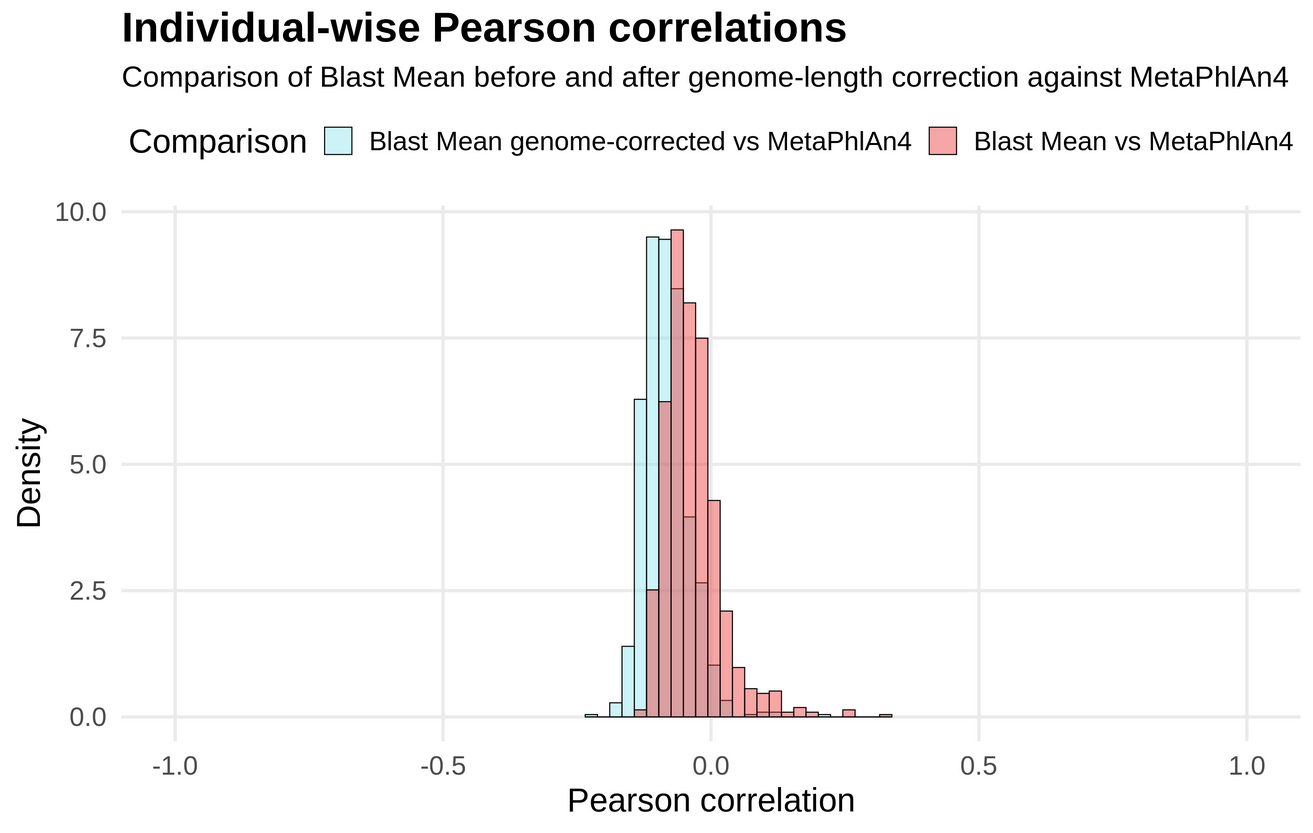 Individual-wise Pearson correlations
Comparison of Blast Mean before and after genome-length correction against MetaPhlAn4
Comparison Blast Mean genome-corrected vs MetaPhlAn4 Blast Mean vs MetaPhlAn4
10.0
7.5
5.0
2.5
0.0
Density
-1.0 -0.5 0.0 0.5 1.0
Pearson correlation